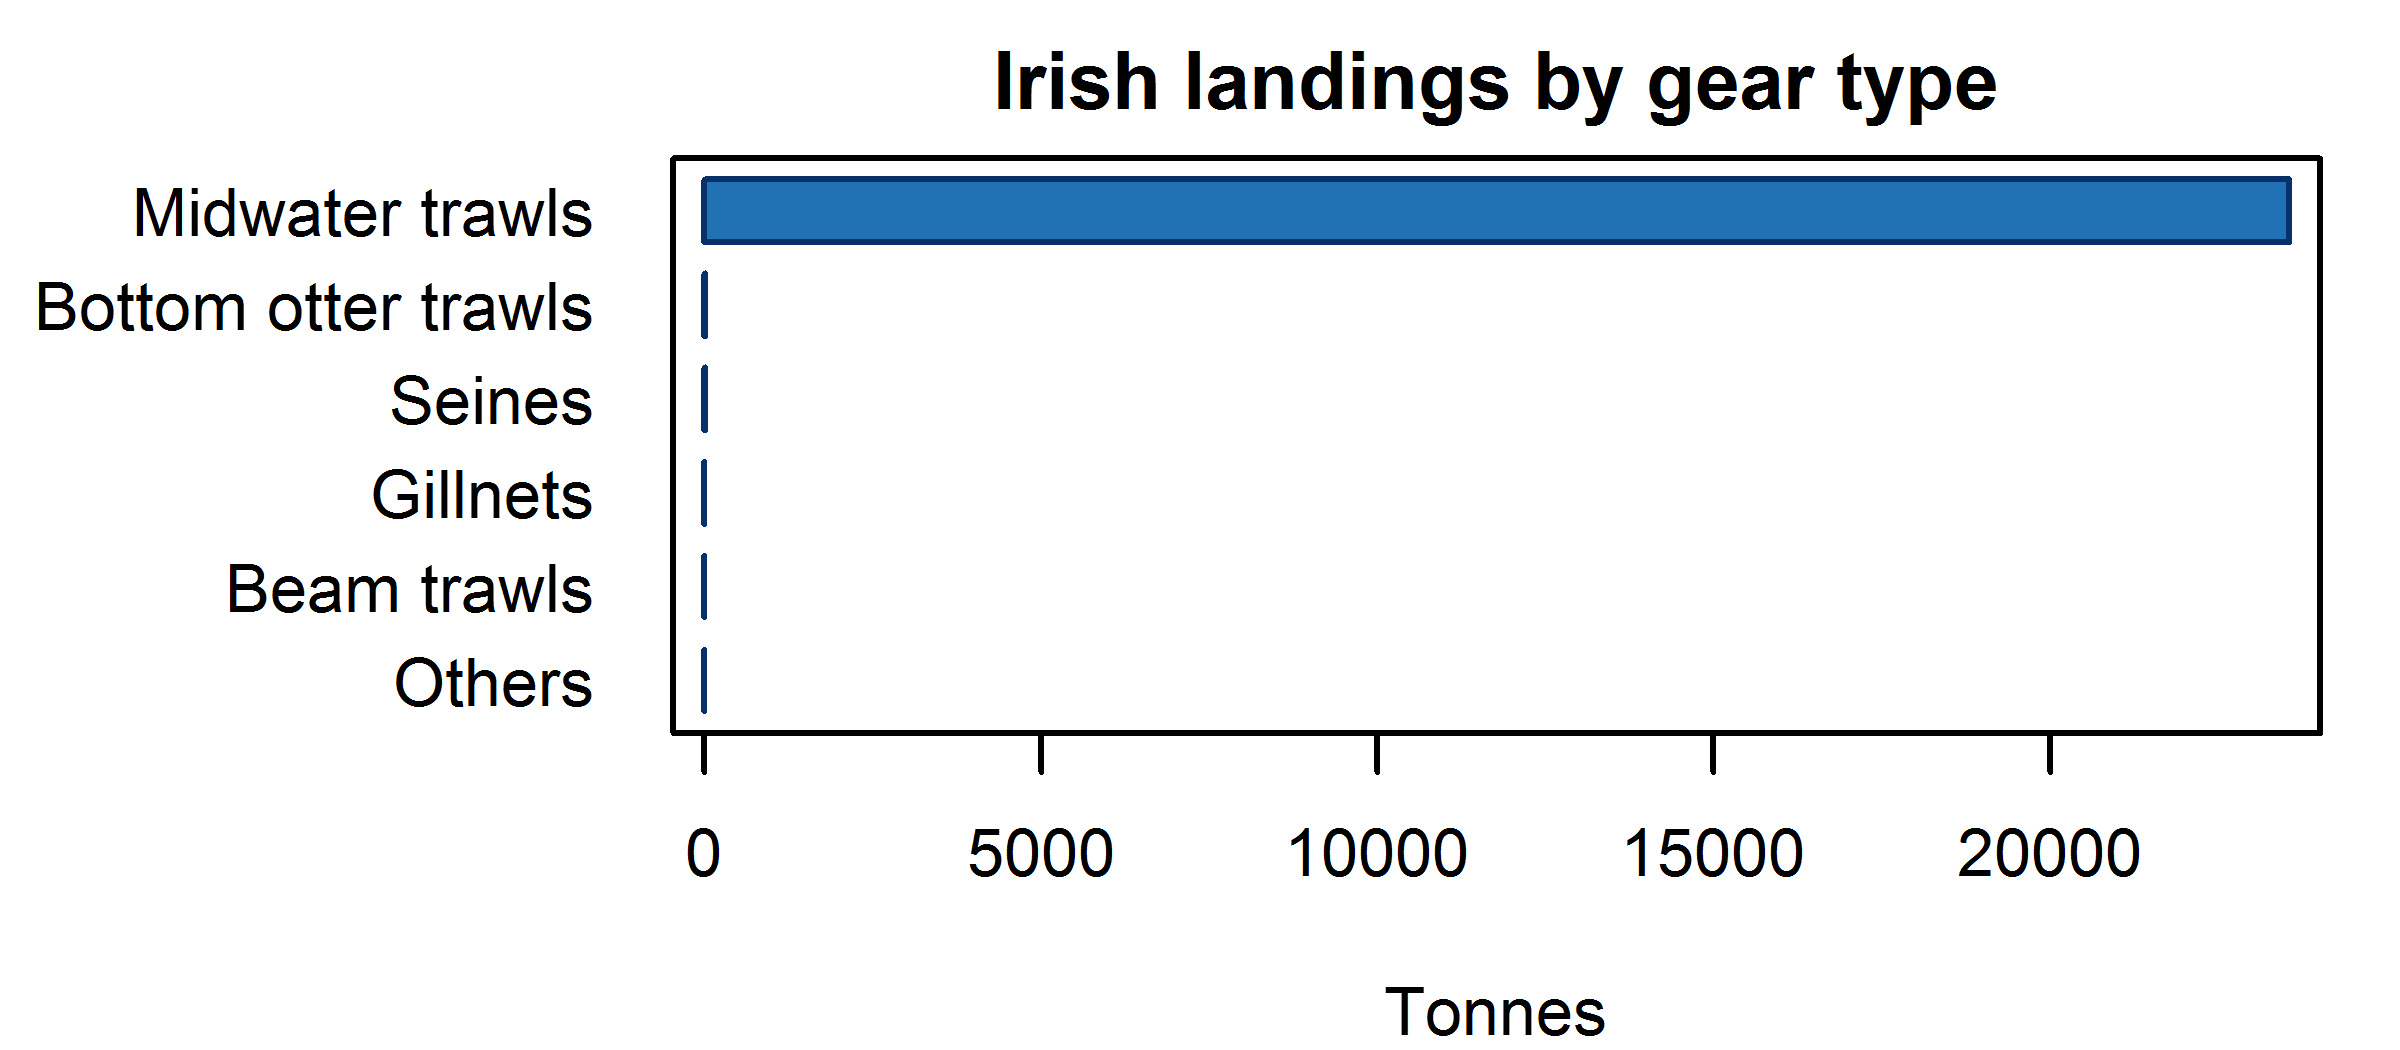 Irish landings by gear type
Midwater trawls
Bottom otter trawls
Seines
Gillnets
Beam trawls
Others
0 5000 10000 15000 20000
Tonnes